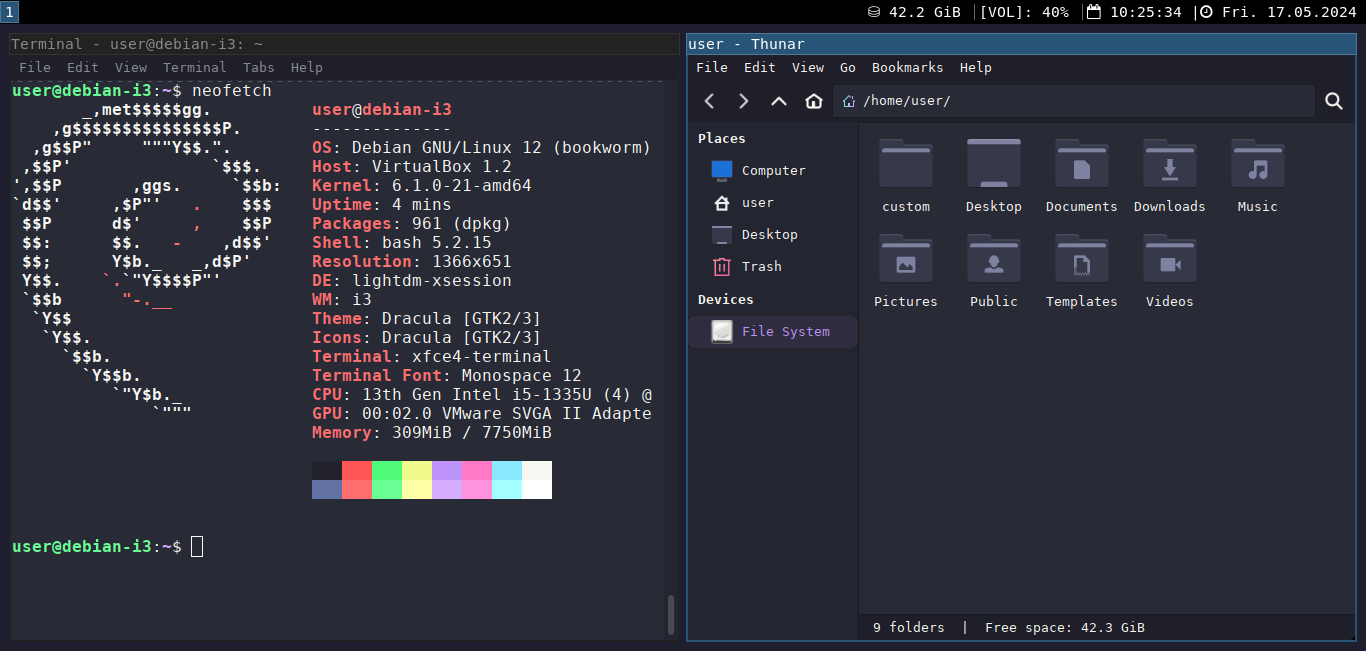 1
42.2 GiB |[VOL]: 40% | 10:25:34 | Fri. 17.05.2024
Terminal - user@debian-i3: ~
File Edit View Terminal Tabs Help
user@debian-i3:~$ neofetch
       _,met$$$$$gg.
    ,g$$$$$$$$$$$$$$$P.
  ,g$$P"     """Y$$.".
 ,$$P'              `$$$.
',$$P       ,ggs.     `$$b:
`d$$'     ,$P"'   .    $$$
 $$P      d$'     ,    $$P
 $$:      $$.   -    ,d$$'
 $$;      Y$b._   _,d$P'
 Y$$.    `.`"Y$$$$P"'
 `$$b      "-.__
  `Y$$
   `Y$$.
     `$$b.
       `Y$$b.
          `"Y$b._
              `"""
user@debian-i3
--------------
OS: Debian GNU/Linux 12 (bookworm)
Host: VirtualBox 1.2
Kernel: 6.1.0-21-amd64
Uptime: 4 mins
Packages: 961 (dpkg)
Shell: bash 5.2.15
Resolution: 1366x651
DE: lightdm-xsession
WM: i3
Theme: Dracula [GTK2/3]
Icons: Dracula [GTK2/3]
Terminal: xfce4-terminal
Terminal Font: Monospace 12
CPU: 13th Gen Intel i5-1335U (4) @
GPU: 00:02.0 VMware SVGA II Adapte
Memory: 309MiB / 7750MiB
user@debian-i3:~$
user - Thunar
File Edit View Go Bookmarks Help
/home/user/
Places
Computer
user
Desktop
Trash
Devices
File System
custom Desktop Documents Downloads Music
Pictures Public Templates Videos
9 folders | Free space: 42.3 GiB